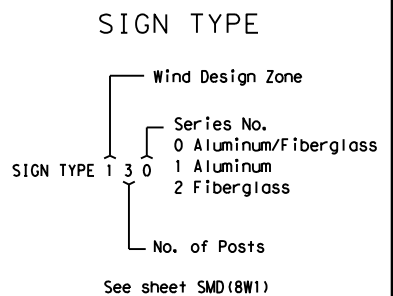 SIGN TYPE
Wind Design Zone
Series No.
0 Aluminum/Fiberglass
1 Aluminum
2 Fiberglass
SIGN TYPE 1 3 0
No. of Posts
See sheet SMD(8W1)